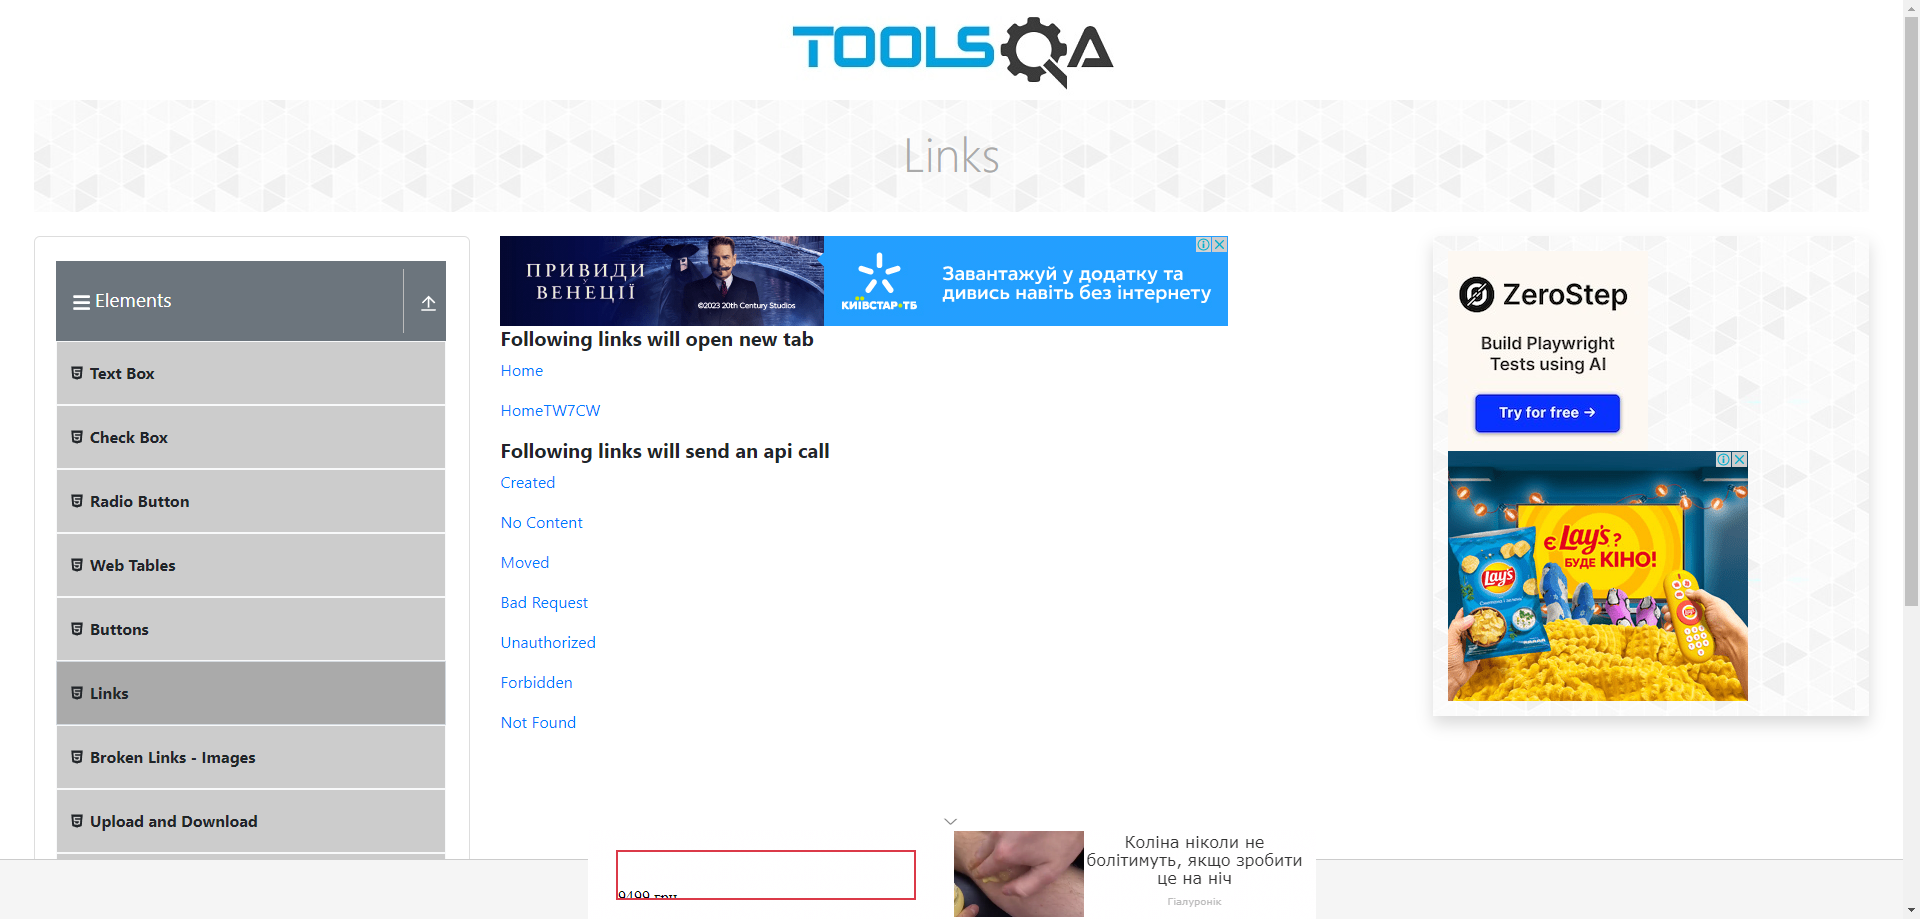 TOOLSQA
Links
Elements
Text Box
Check Box
Radio Button
Web Tables
Buttons
Links
Broken Links - Images
Upload and Download
ПРИВИДИ
У
ВЕНЕЦІЇ
©2023 20th Century Studios
КИЇВСТАР•ТБ
Завантажуй у додатку та
дивись навіть без інтернету
Following links will open new tab
Home
HomeTW7CW
Following links will send an api call
Created
No Content
Moved
Bad Request
Unauthorized
Forbidden
Not Found
ZeroStep
Build Playwright
Tests using AI
Try for free →
Є Lay's?
БУДЕ КІНО!
Lay's
9499 грн
Коліна ніколи не
болітимуть, якщо зробити
це на ніч
Гіалуронік